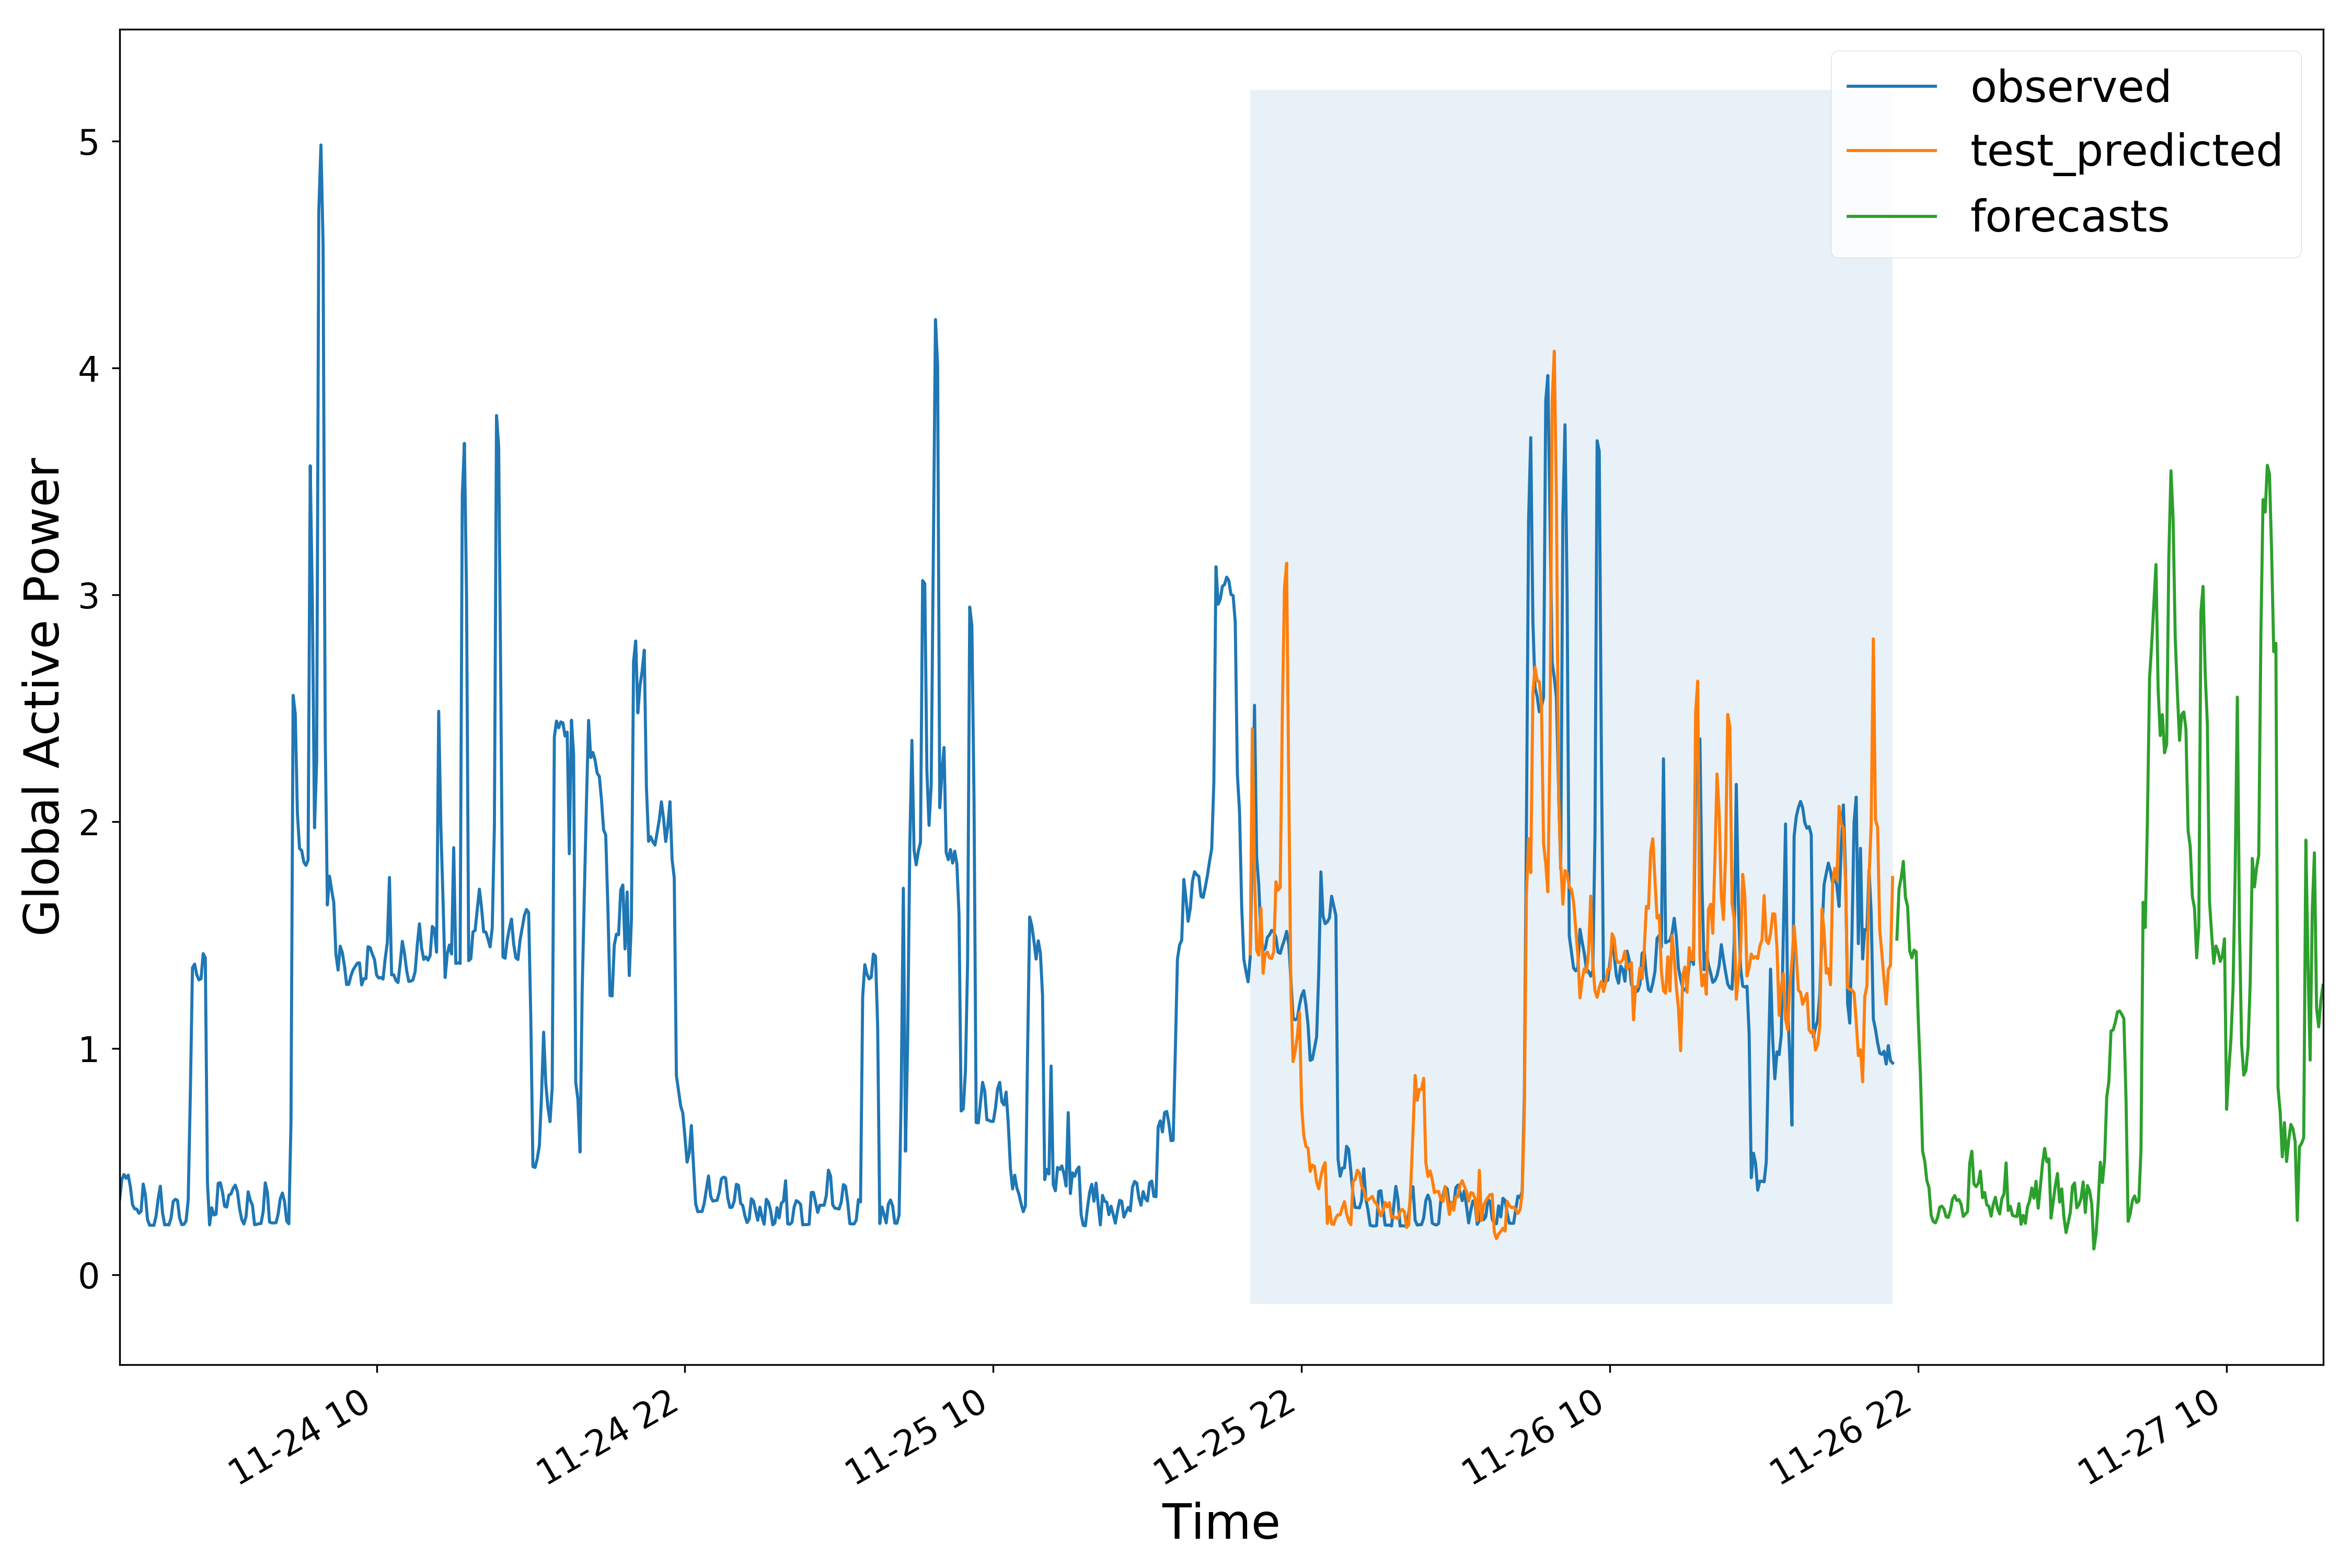 observed
test_predicted
forecasts
Global Active Power
5
4
3
2
1
0
11-24 10
11-24 22
11-25 10
11-25 22
11-26 10
11-26 22
11-27 10
Time